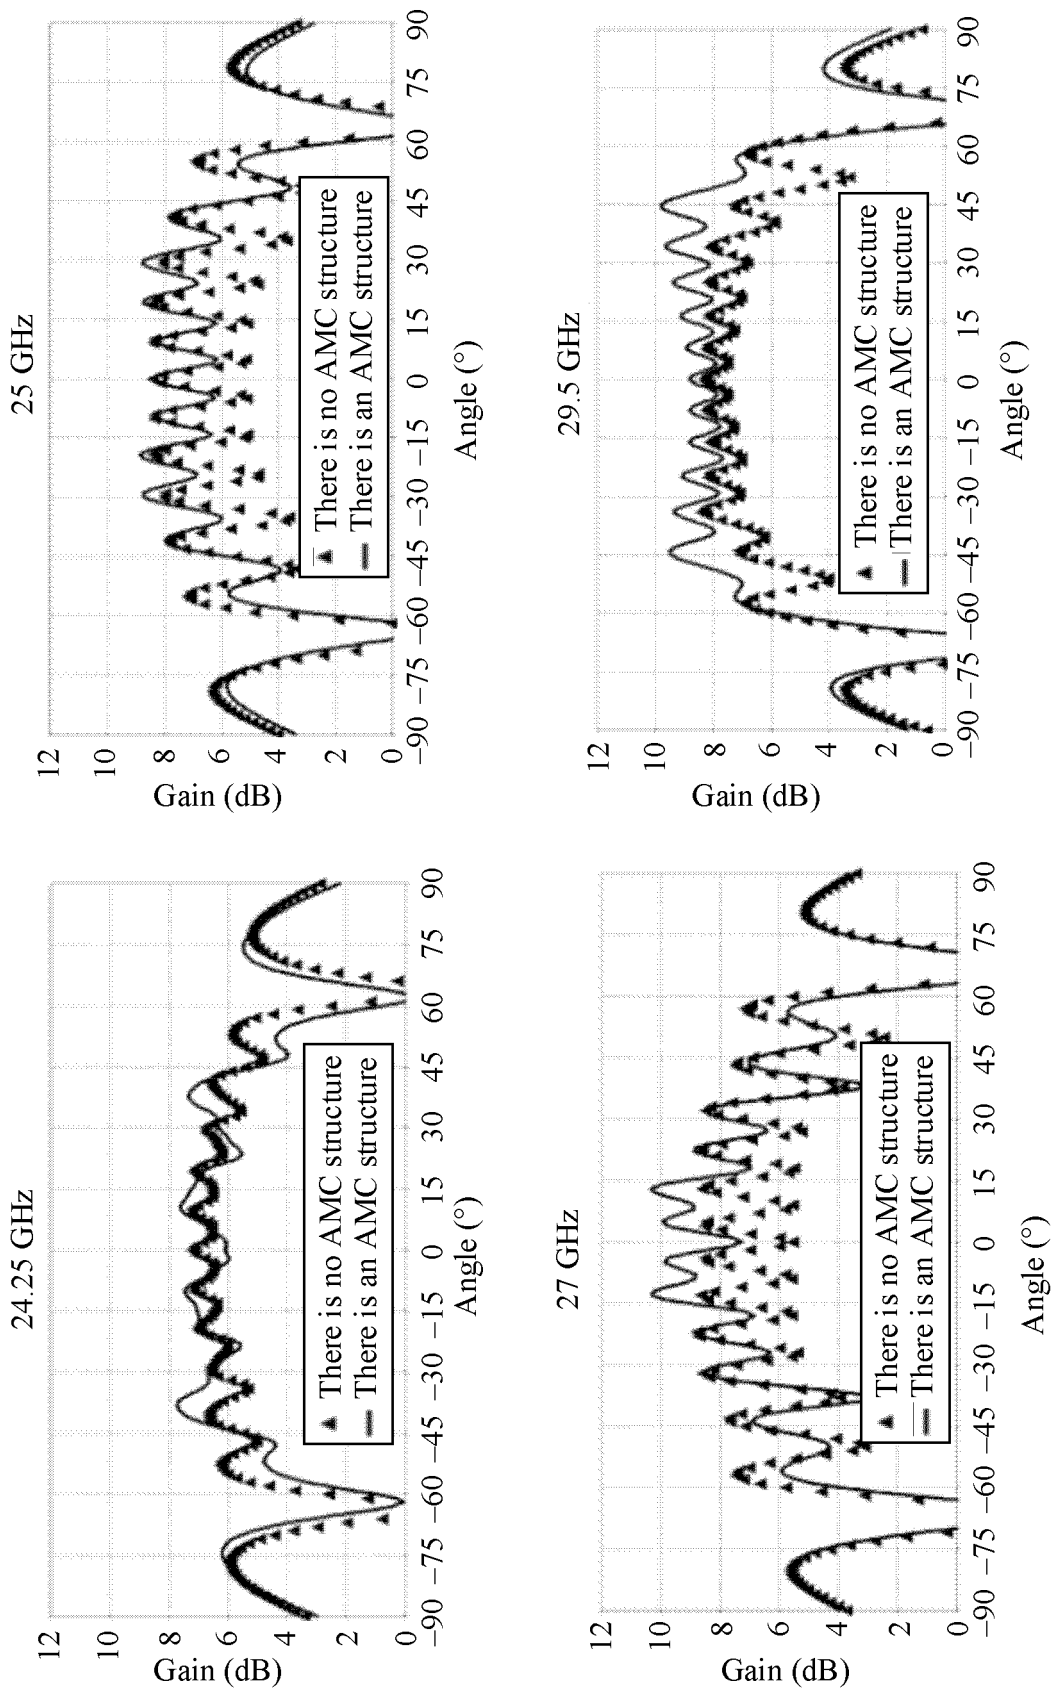 24.25 GHz
Gain (dB)
12
10
8
6
4
2
0
▲ There is no AMC structure
— There is an AMC structure
−90 −75 −60 −45 −30 −15 0 15 30 45 60 75 90
Angle (°)
25 GHz
Gain (dB)
12
10
8
6
4
2
0
▲ There is no AMC structure
— There is an AMC structure
−90 −75 −60 −45 −30 −15 0 15 30 45 60 75 90
Angle (°)
27 GHz
Gain (dB)
12
10
8
6
4
2
0
▲ There is no AMC structure
— There is an AMC structure
−90 −75 −60 −45 −30 −15 0 15 30 45 60 75 90
Angle (°)
29.5 GHz
Gain (dB)
12
10
8
6
4
2
0
▲ There is no AMC structure
— There is an AMC structure
−90 −75 −60 −45 −30 −15 0 15 30 45 60 75 90
Angle (°)